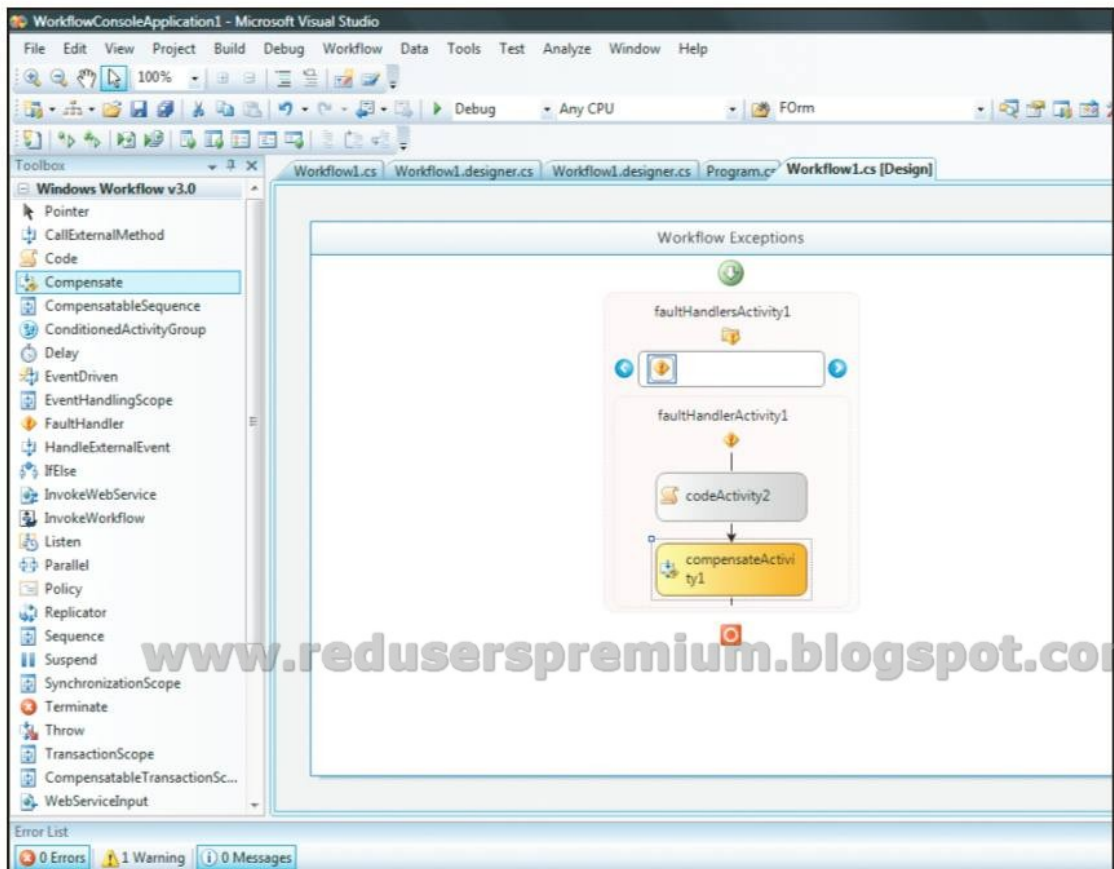 WorkflowConsoleApplication1 - Microsoft Visual Studio
File Edit View Project Build Debug Workflow Data Tools Test Analyze Window Help
100%
Debug Any CPU FOrm
Toolbox
Workflow1.cs Workflow1.designer.cs Workflow1.designer.cs Program.cs Workflow1.cs [Design]
Windows Workflow v3.0
Pointer
CallExternalMethod
Code
Compensate
CompensatableSequence
ConditionedActivityGroup
Delay
EventDriven
EventHandlingScope
FaultHandler
HandleExternalEvent
IfElse
InvokeWebService
InvokeWorkflow
Listen
Parallel
Policy
Replicator
Sequence
Suspend
SynchronizationScope
Terminate
Throw
TransactionScope
CompensatableTransactionSc...
WebServiceInput
Workflow Exceptions
faultHandlersActivity1
faultHandlerActivity1
codeActivity2
compensateActivi
ty1
www.reduserspremium.blogspot.com
Error List
0 Errors 1 Warning 0 Messages